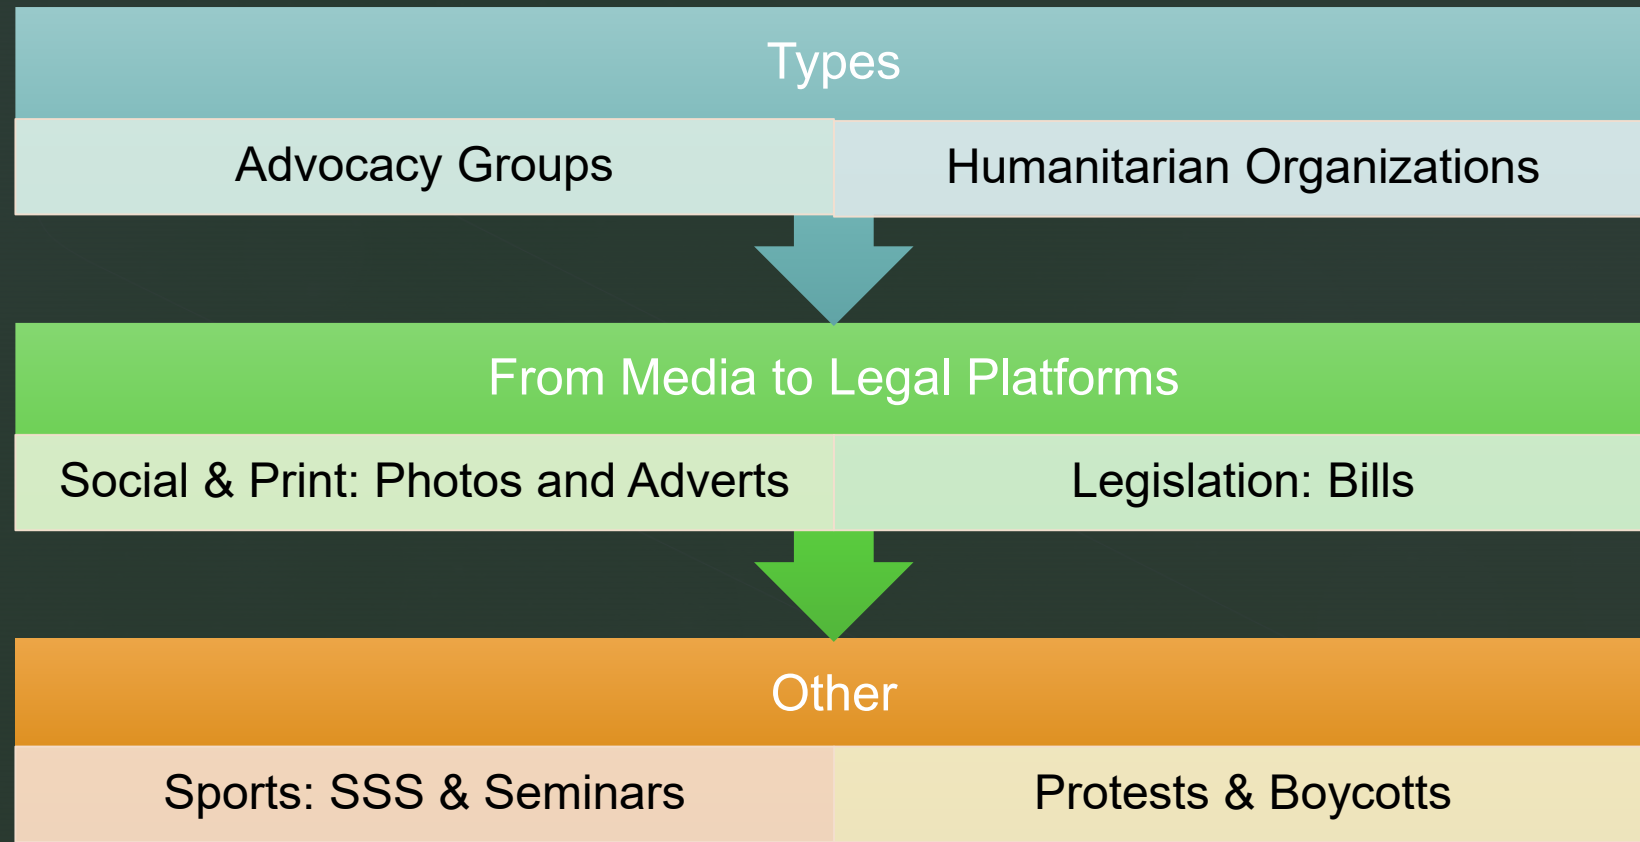 Types
Advocacy Groups
Humanitarian Organizations
From Media to Legal Platforms
Social & Print: Photos and Adverts
Legislation: Bills
Other
Sports: SSS & Seminars
Protests & Boycotts